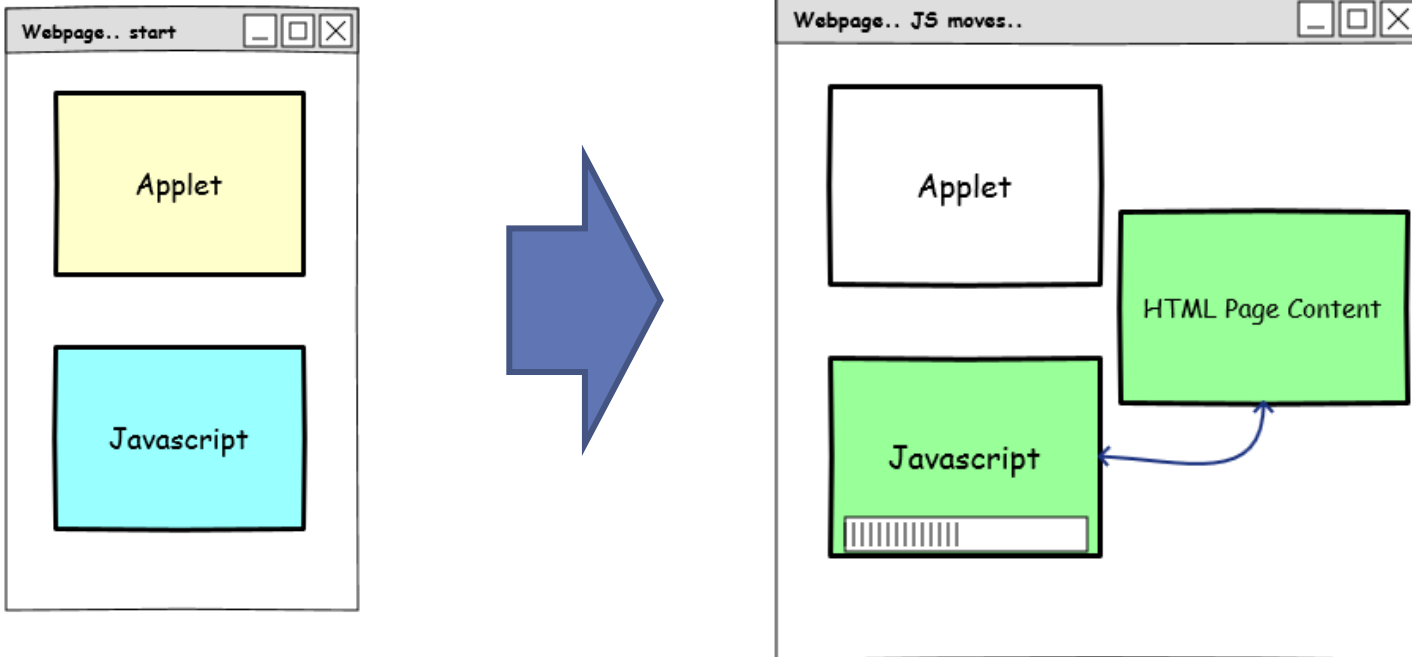 Webpage.. start
Applet
Javascript
Webpage.. JS moves..
Applet
HTML Page Content
Javascript